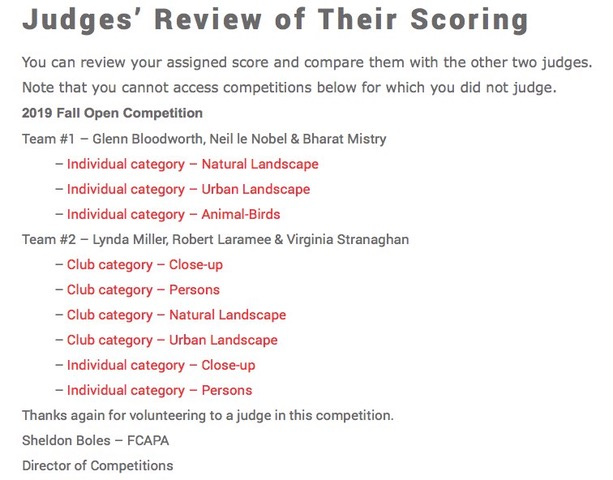 Judges' Review of Their Scoring
You can review your assigned score and compare them with the other two judges.
Note that you cannot access competitions below for which you did not judge.
2019 Fall Open Competition
Team #1 – Glenn Bloodworth, Neil le Nobel & Bharat Mistry
– Individual category – Natural Landscape
– Individual category – Urban Landscape
– Individual category – Animal-Birds
Team #2 – Lynda Miller, Robert Laramee & Virginia Stranaghan
– Club category – Close-up
– Club category – Persons
– Club category – Natural Landscape
– Club category – Urban Landscape
– Individual category – Close-up
– Individual category – Persons
Thanks again for volunteering to a judge in this competition.
Sheldon Boles – FCAPA
Director of Competitions